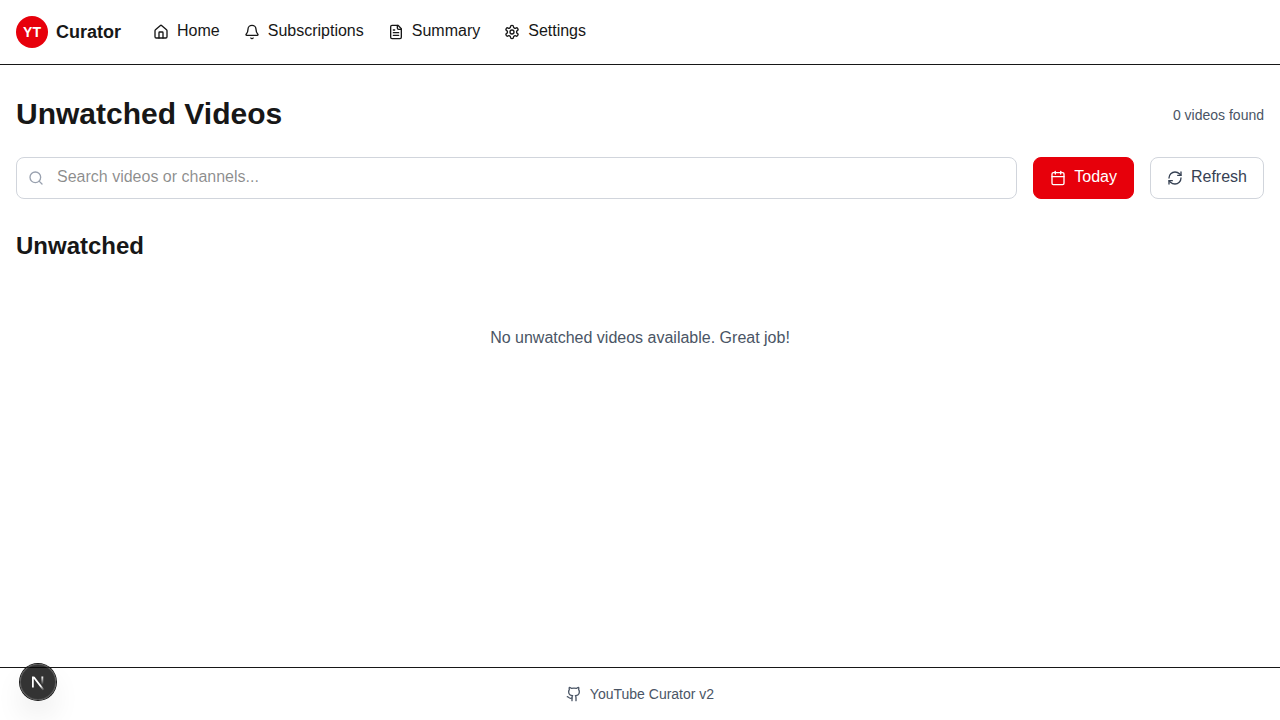 YT Curator Home Subscriptions Summary Settings
Unwatched Videos 0 videos found
Search videos or channels... Today Refresh
Unwatched
No unwatched videos available. Great job!
N
YouTube Curator v2